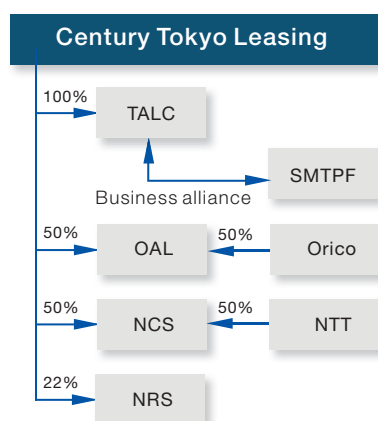 Century Tokyo Leasing
100%
TALC
SMTPF
Business alliance
50%
OAL
50%
Orico
50%
NCS
50%
NTT
22%
NRS